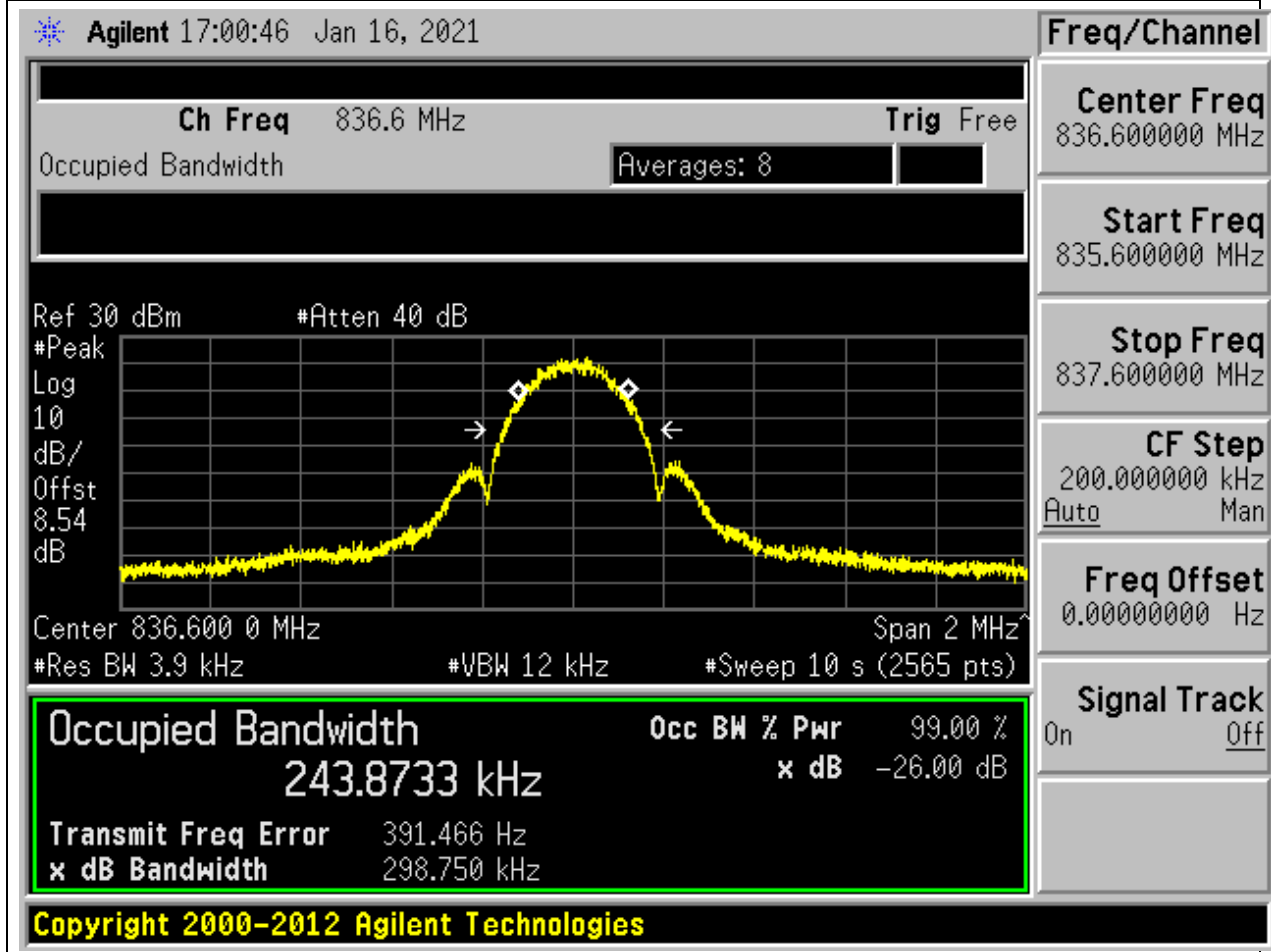 Agilent 17:00:46 Jan 16, 2021
Freq/Channel
Ch Freq 836.6 MHz Trig Free
Occupied Bandwidth Averages: 8
Ref 30 dBm #Atten 40 dB
#Peak
Log
10
dB/
Offst
8.54
dB
Center 836.600 0 MHz Span 2 MHz^
#Res BW 3.9 kHz #VBW 12 kHz #Sweep 10 s (2565 pts)
Occupied Bandwidth Occ BW % Pwr 99.00 %
243.8733 kHz x dB -26.00 dB
Transmit Freq Error 391.466 Hz
x dB Bandwidth 298.750 kHz
Copyright 2000-2012 Agilent Technologies
Center Freq
836.600000 MHz
Start Freq
835.600000 MHz
Stop Freq
837.600000 MHz
CF Step
200.000000 kHz
Auto Man
Freq Offset
0.00000000 Hz
Signal Track
On Off